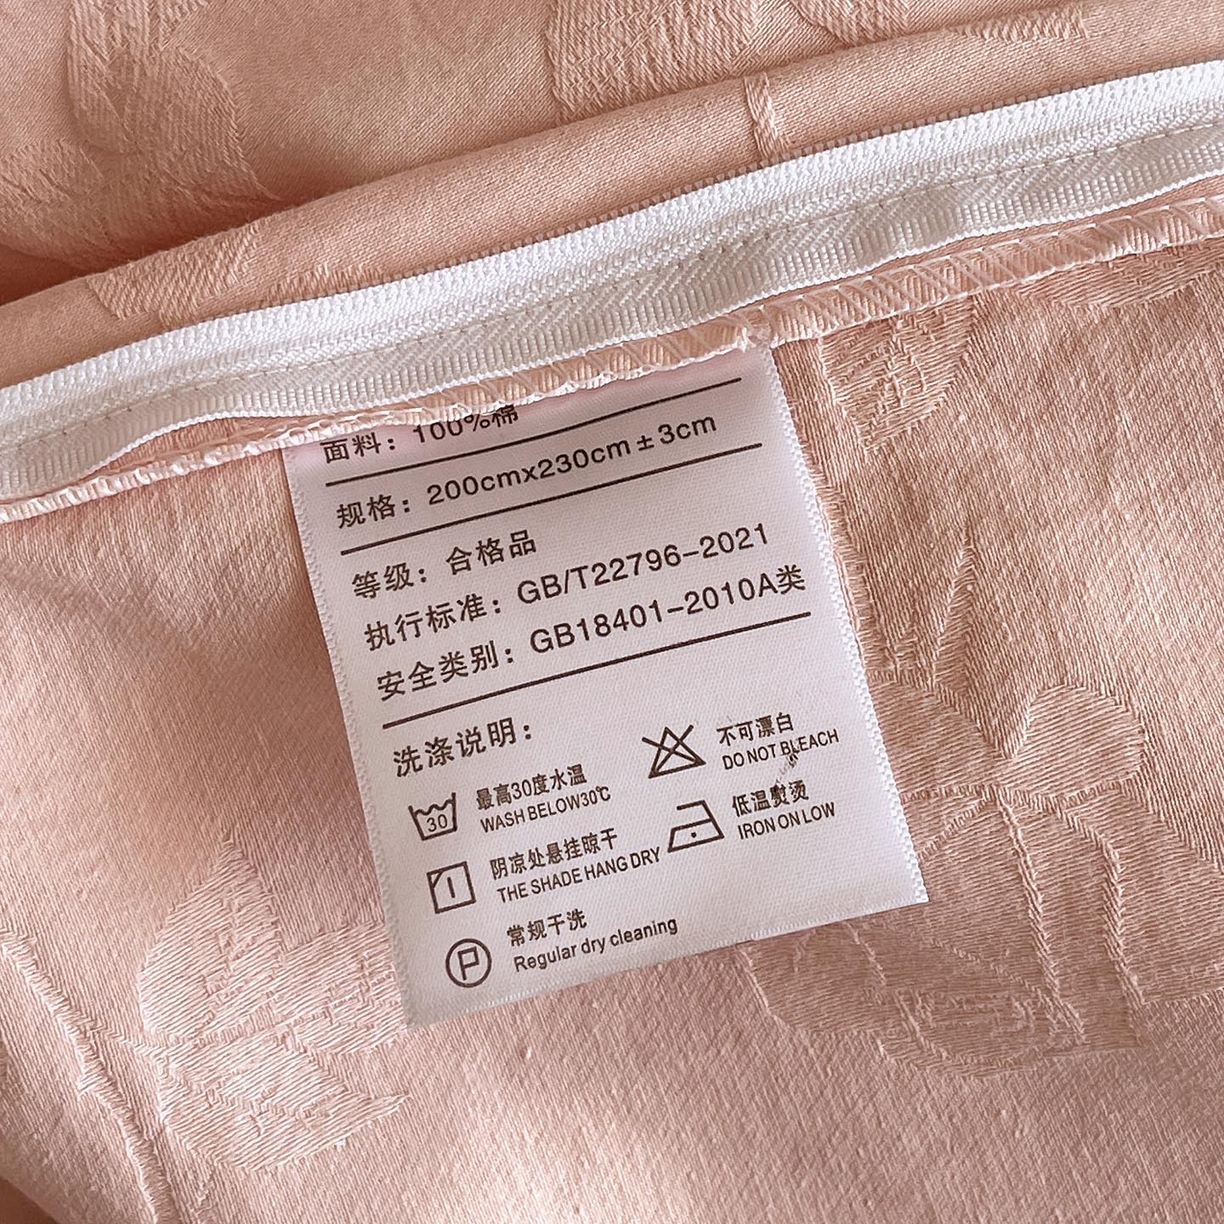 面料：100%棉
规格：200cmx230cm±3cm
等级：合格品
执行标准：GB/T22796-2021
安全类别：GB18401-2010A类
洗涤说明：
30
最高30度水温
WASH BELOW30℃
不可漂白
DO NOT BLEACH
阴凉处悬挂晾干
THE SHADE HANG DRY
低温熨烫
IRON ON LOW
P
常规干洗
Regular dry cleaning